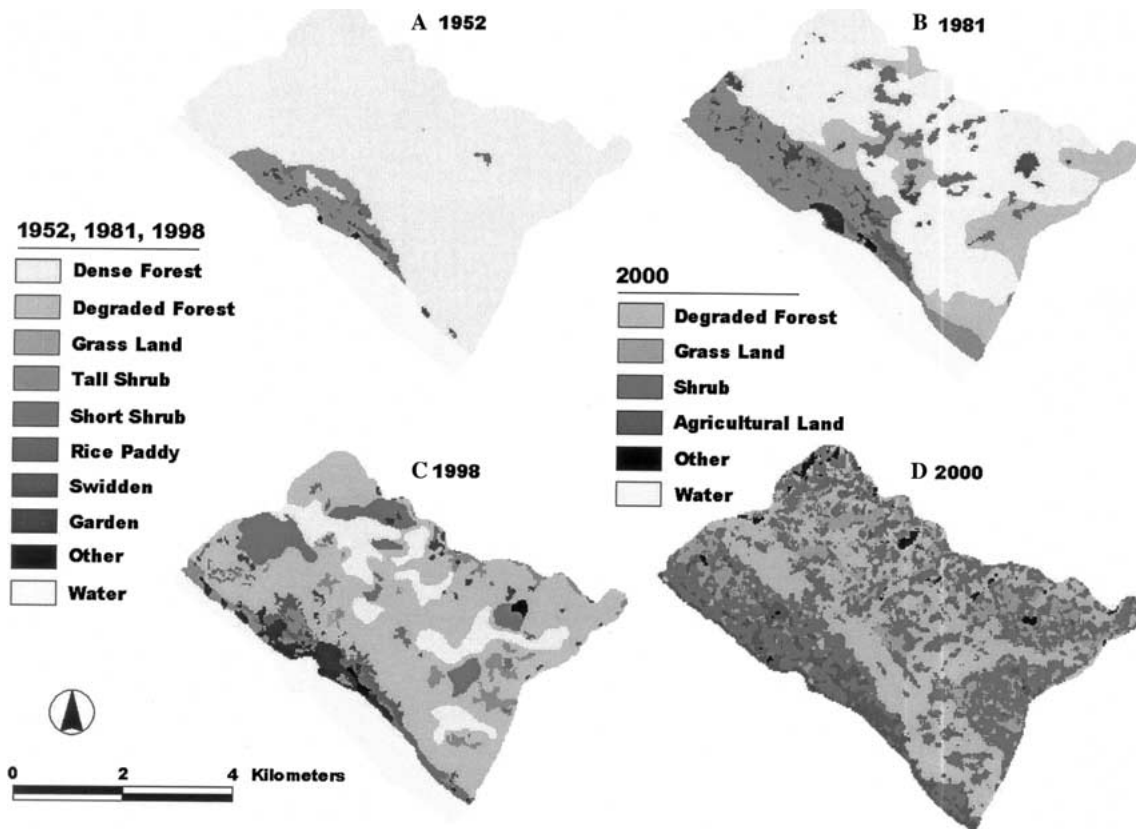 A 1952
B 1981
1952, 1981, 1998
Dense Forest
Degraded Forest
Grass Land
Tall Shrub
Short Shrub
Rice Paddy
Swidden
Garden
Other
Water
2000
Degraded Forest
Grass Land
Shrub
Agricultural Land
Other
Water
C 1998
D 2000
0 2 4 Kilometers